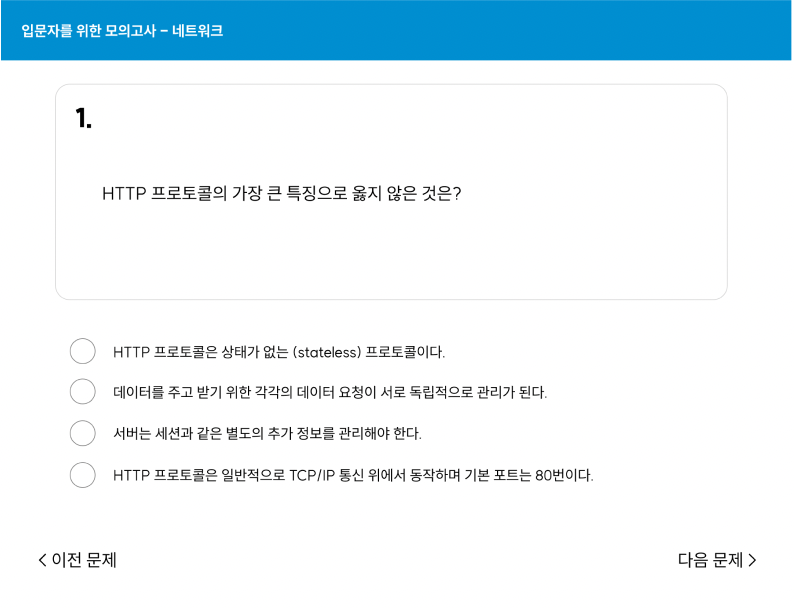 입문자를 위한 모의고사 - 네트워크
1.
HTTP 프로토콜의 가장 큰 특징으로 옳지 않은 것은?
HTTP 프로토콜은 상태가 없는 (stateless) 프로토콜이다.
데이터를 주고 받기 위한 각각의 데이터 요청이 서로 독립적으로 관리가 된다.
서버는 세션과 같은 별도의 추가 정보를 관리해야 한다.
HTTP 프로토콜은 일반적으로 TCP/IP 통신 위에서 동작하며 기본 포트는 80번이다.
< 이전 문제
다음 문제 >